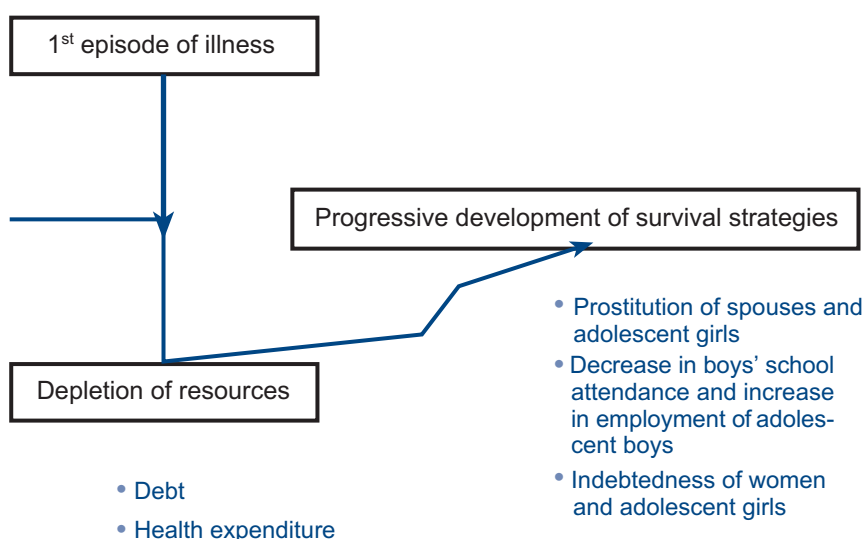 1st episode of illness
Progressive development of survival strategies
Depletion of resources
• Debt
• Health expenditure
• Prostitution of spouses and
adolescent girls
• Decrease in boys’ school
attendance and increase
in employment of adoles-
cent boys
• Indebtedness of women
and adolescent girls